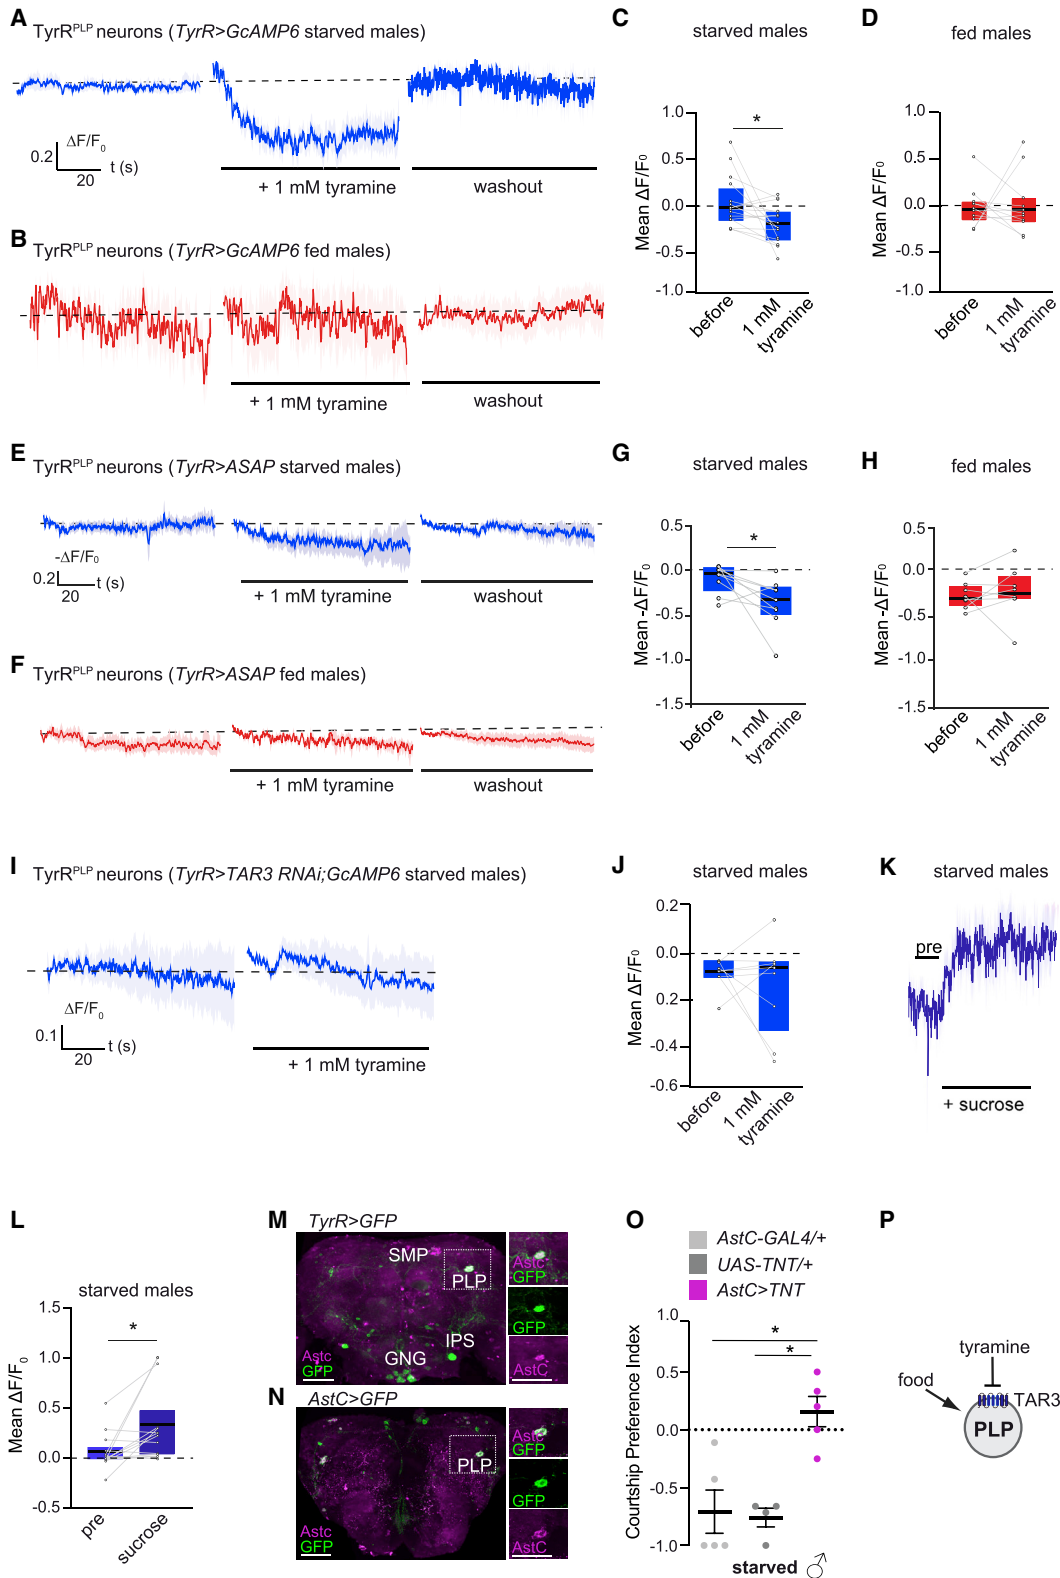 A
TyrR^PLP neurons (TyrR>GcAMP6 starved males)
ΔF/F0
0.2
t (s)
20
+ 1 mM tyramine
washout
B
TyrR^PLP neurons (TyrR>GcAMP6 fed males)
+ 1 mM tyramine
washout
C
starved males
Mean ΔF/F0
1.0
0.5
0.0
-0.5
-1.0
*
before
1 mM
tyramine
D
fed males
Mean ΔF/F0
1.0
0.5
0.0
-0.5
-1.0
before
1 mM
tyramine
E
TyrR^PLP neurons (TyrR>ASAP starved males)
-ΔF/F0
0.2
t (s)
20
+ 1 mM tyramine
washout
F
TyrR^PLP neurons (TyrR>ASAP fed males)
+ 1 mM tyramine
washout
G
starved males
Mean -ΔF/F0
0.5
0.0
-0.5
-1.0
-1.5
*
before
1 mM
tyramine
H
fed males
Mean -ΔF/F0
0.5
0.0
-0.5
-1.0
-1.5
before
1 mM
tyramine
I
TyrR^PLP neurons (TyrR>TAR3 RNAi;GcAMP6 starved males)
ΔF/F0
0.1
t (s)
20
+ 1 mM tyramine
J
starved males
Mean ΔF/F0
0.2
0.0
0.2
-0.4
-0.6
before
1 mM
tyramine
K
starved males
pre
+ sucrose
L
starved males
Mean ΔF/F0
1.5
1.0
0.5
0.0
-0.5
*
pre
sucrose
M
TyrR>GFP
SMP
PLP
IPS
GNG
Astc
GFP
Astc
GFP
GFP
AstC
N
AstC>GFP
PLP
Astc
GFP
Astc
GFP
GFP
AstC
O
AstC-GAL4/+
UAS-TNT/+
AstC>TNT
Courtship Preference Index
1.0
0.5
0.0
-0.5
-1.0
*
*
starved ♂
P
tyramine
food
TAR3
PLP